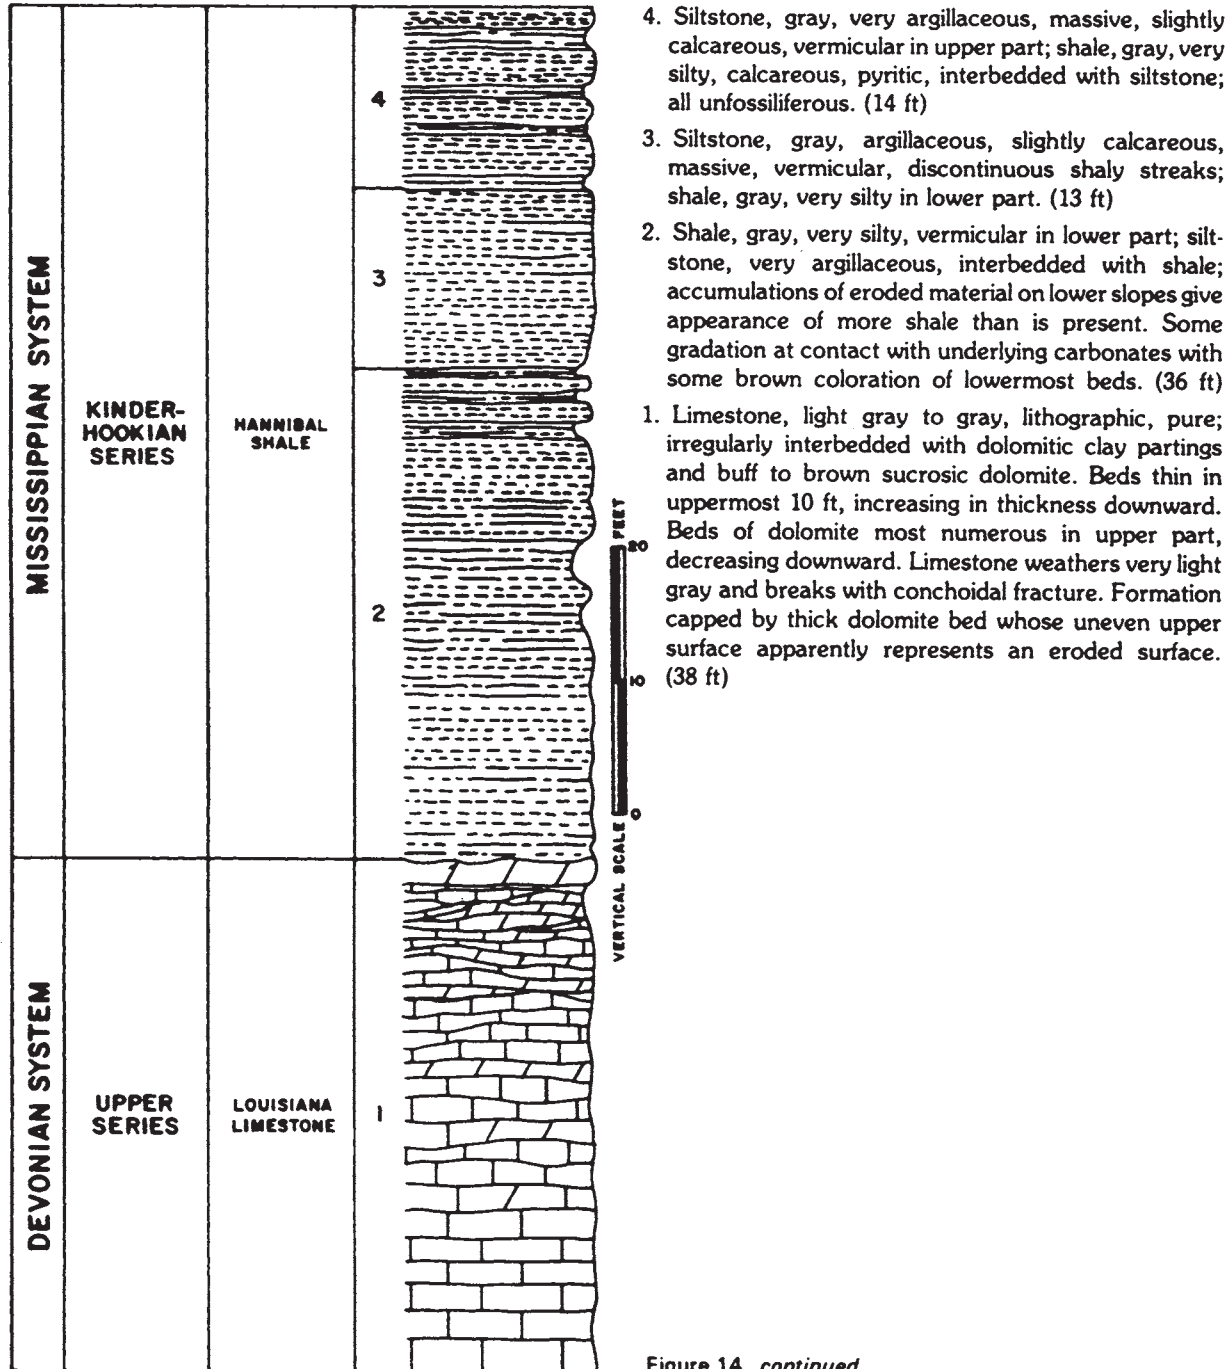 MISSISSIPPIAN SYSTEM
KINDER-
HOOKIAN
SERIES
HANNIBAL
SHALE
4
3
2
DEVONIAN SYSTEM
UPPER
SERIES
LOUISIANA
LIMESTONE
1
VERTICAL SCALE
FEET
20
10
0
4. Siltstone, gray, very argillaceous, massive, slightly
calcareous, vermicular in upper part; shale, gray, very
silty, calcareous, pyritic, interbedded with siltstone;
all unfossiliferous. (14 ft)
3. Siltstone, gray, argillaceous, slightly calcareous,
massive, vermicular, discontinuous shaly streaks;
shale, gray, very silty in lower part. (13 ft)
2. Shale, gray, very silty, vermicular in lower part; silt-
stone, very argillaceous, interbedded with shale;
accumulations of eroded material on lower slopes give
appearance of more shale than is present. Some
gradation at contact with underlying carbonates with
some brown coloration of lowermost beds. (36 ft)
1. Limestone, light gray to gray, lithographic, pure;
irregularly interbedded with dolomitic clay partings
and buff to brown sucrosic dolomite. Beds thin in
uppermost 10 ft, increasing in thickness downward.
Beds of dolomite most numerous in upper part,
decreasing downward. Limestone weathers very light
gray and breaks with conchoidal fracture. Formation
capped by thick dolomite bed whose uneven upper
surface apparently represents an eroded surface.
(38 ft)
Figure 14. continued